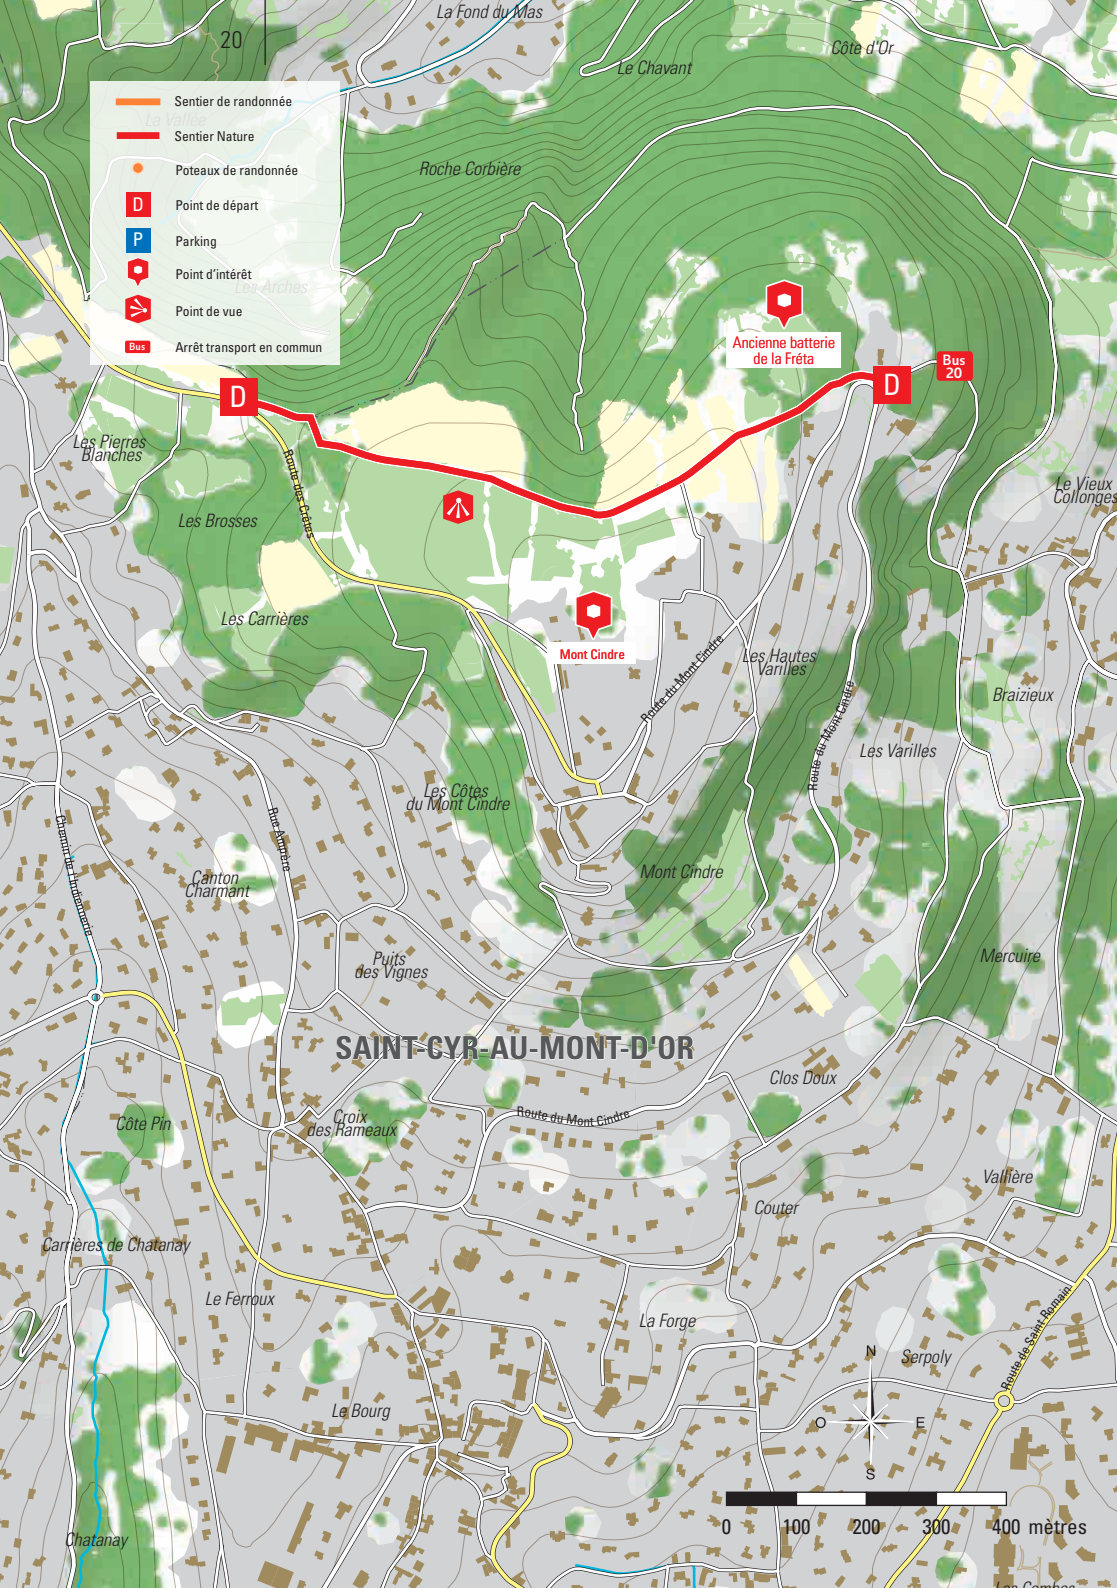 La Fond du Mas
20
Côte d'Or
Le Chavant
Sentier de randonnée
La Vallée
Sentier Nature
Roche Corbière
Poteaux de randonnée
D
Point de départ
P
Parking
Point d'intérêt
Les Arches
Point de vue
Bus
Arrêt transport en commun
Ancienne batterie
de la Fréta
Bus
20
D
D
Les Pierres
Blanches
Route des Crêtes
Le Vieux
Collonges
Les Brosses
Les Carrières
Mont Cindre
Route du Mont Cindre
Les Hautes
Varilles
Braizieux
Route du Mont Cindre
Les Varilles
Les Côtes
du Mont Cindre
Chemin de L'Indiennerie
Rue Ampère
Canton
Charmant
Mont Cindre
Puits
des Vignes
Mercuire
SAINT-CYR-AU-MONT-D'OR
Clos Doux
Route du Mont Cindre
Côte Pin
Croix
des Rameaux
Vallière
Couter
Carrières de Chatanay
Le Ferroux
La Forge
Route de Saint Romain
Serpoly
N
O
E
S
Le Bourg
0
100
200
300
400 mètres
Chatanay